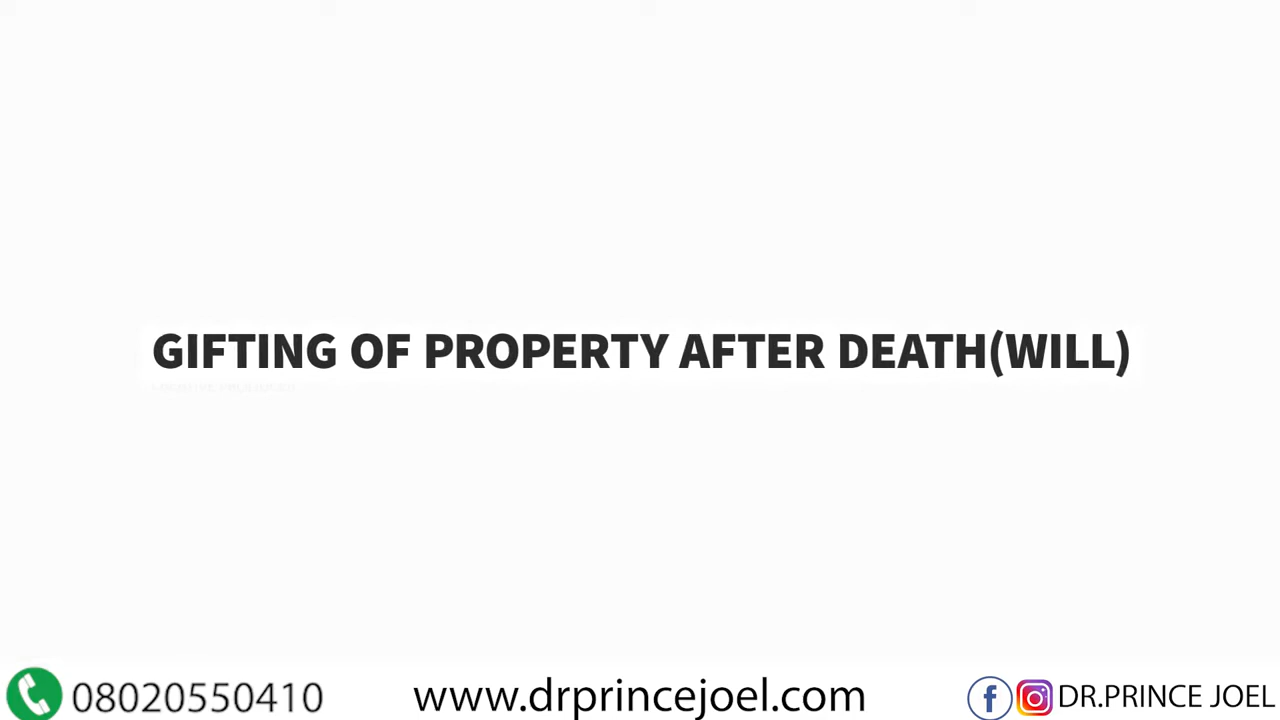 GIFTING OF PROPERTY AFTER DEATH(WILL)
08020550410 www.drprincejoel.com DR.PRINCE JOEL